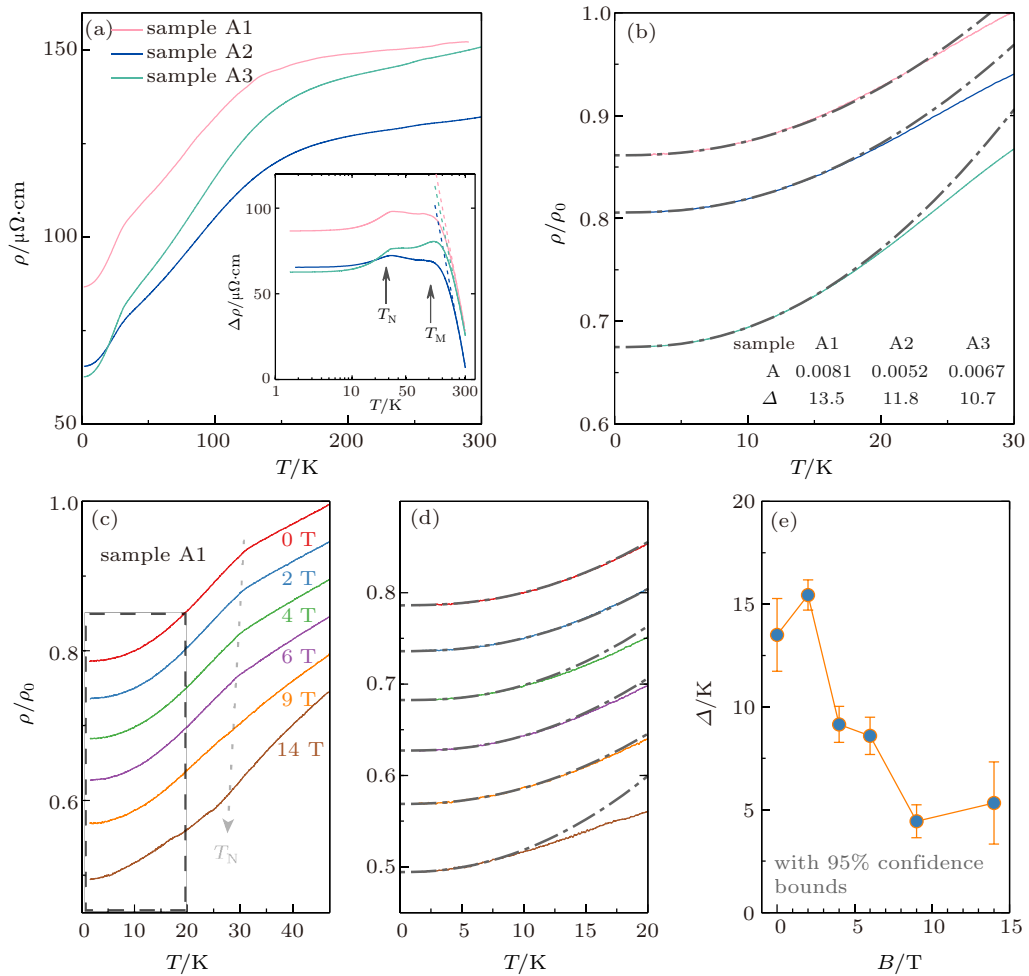 (a)
sample A1
sample A2
sample A3
150
100
50
ρ/μΩ·cm
0
100
200
300
T/K
100
50
0
Δρ/μΩ·cm
T_N
T_M
1
10
50
300
T/K
(b)
1.0
0.9
0.8
0.7
0.6
ρ/ρ₀
sample A1 A2 A3
A 0.0081 0.0052 0.0067
Δ 13.5 11.8 10.7
0
10
20
30
T/K
(c)
sample A1
1.0
0.8
0.6
ρ/ρ₀
0 T
2 T
4 T
6 T
9 T
14 T
T_N
0
20
40
T/K
(d)
0.8
0.7
0.6
0.5
0
5
10
15
20
T/K
(e)
20
15
10
5
0
Δ/K
with 95% confidence
bounds
0
5
10
15
B/T